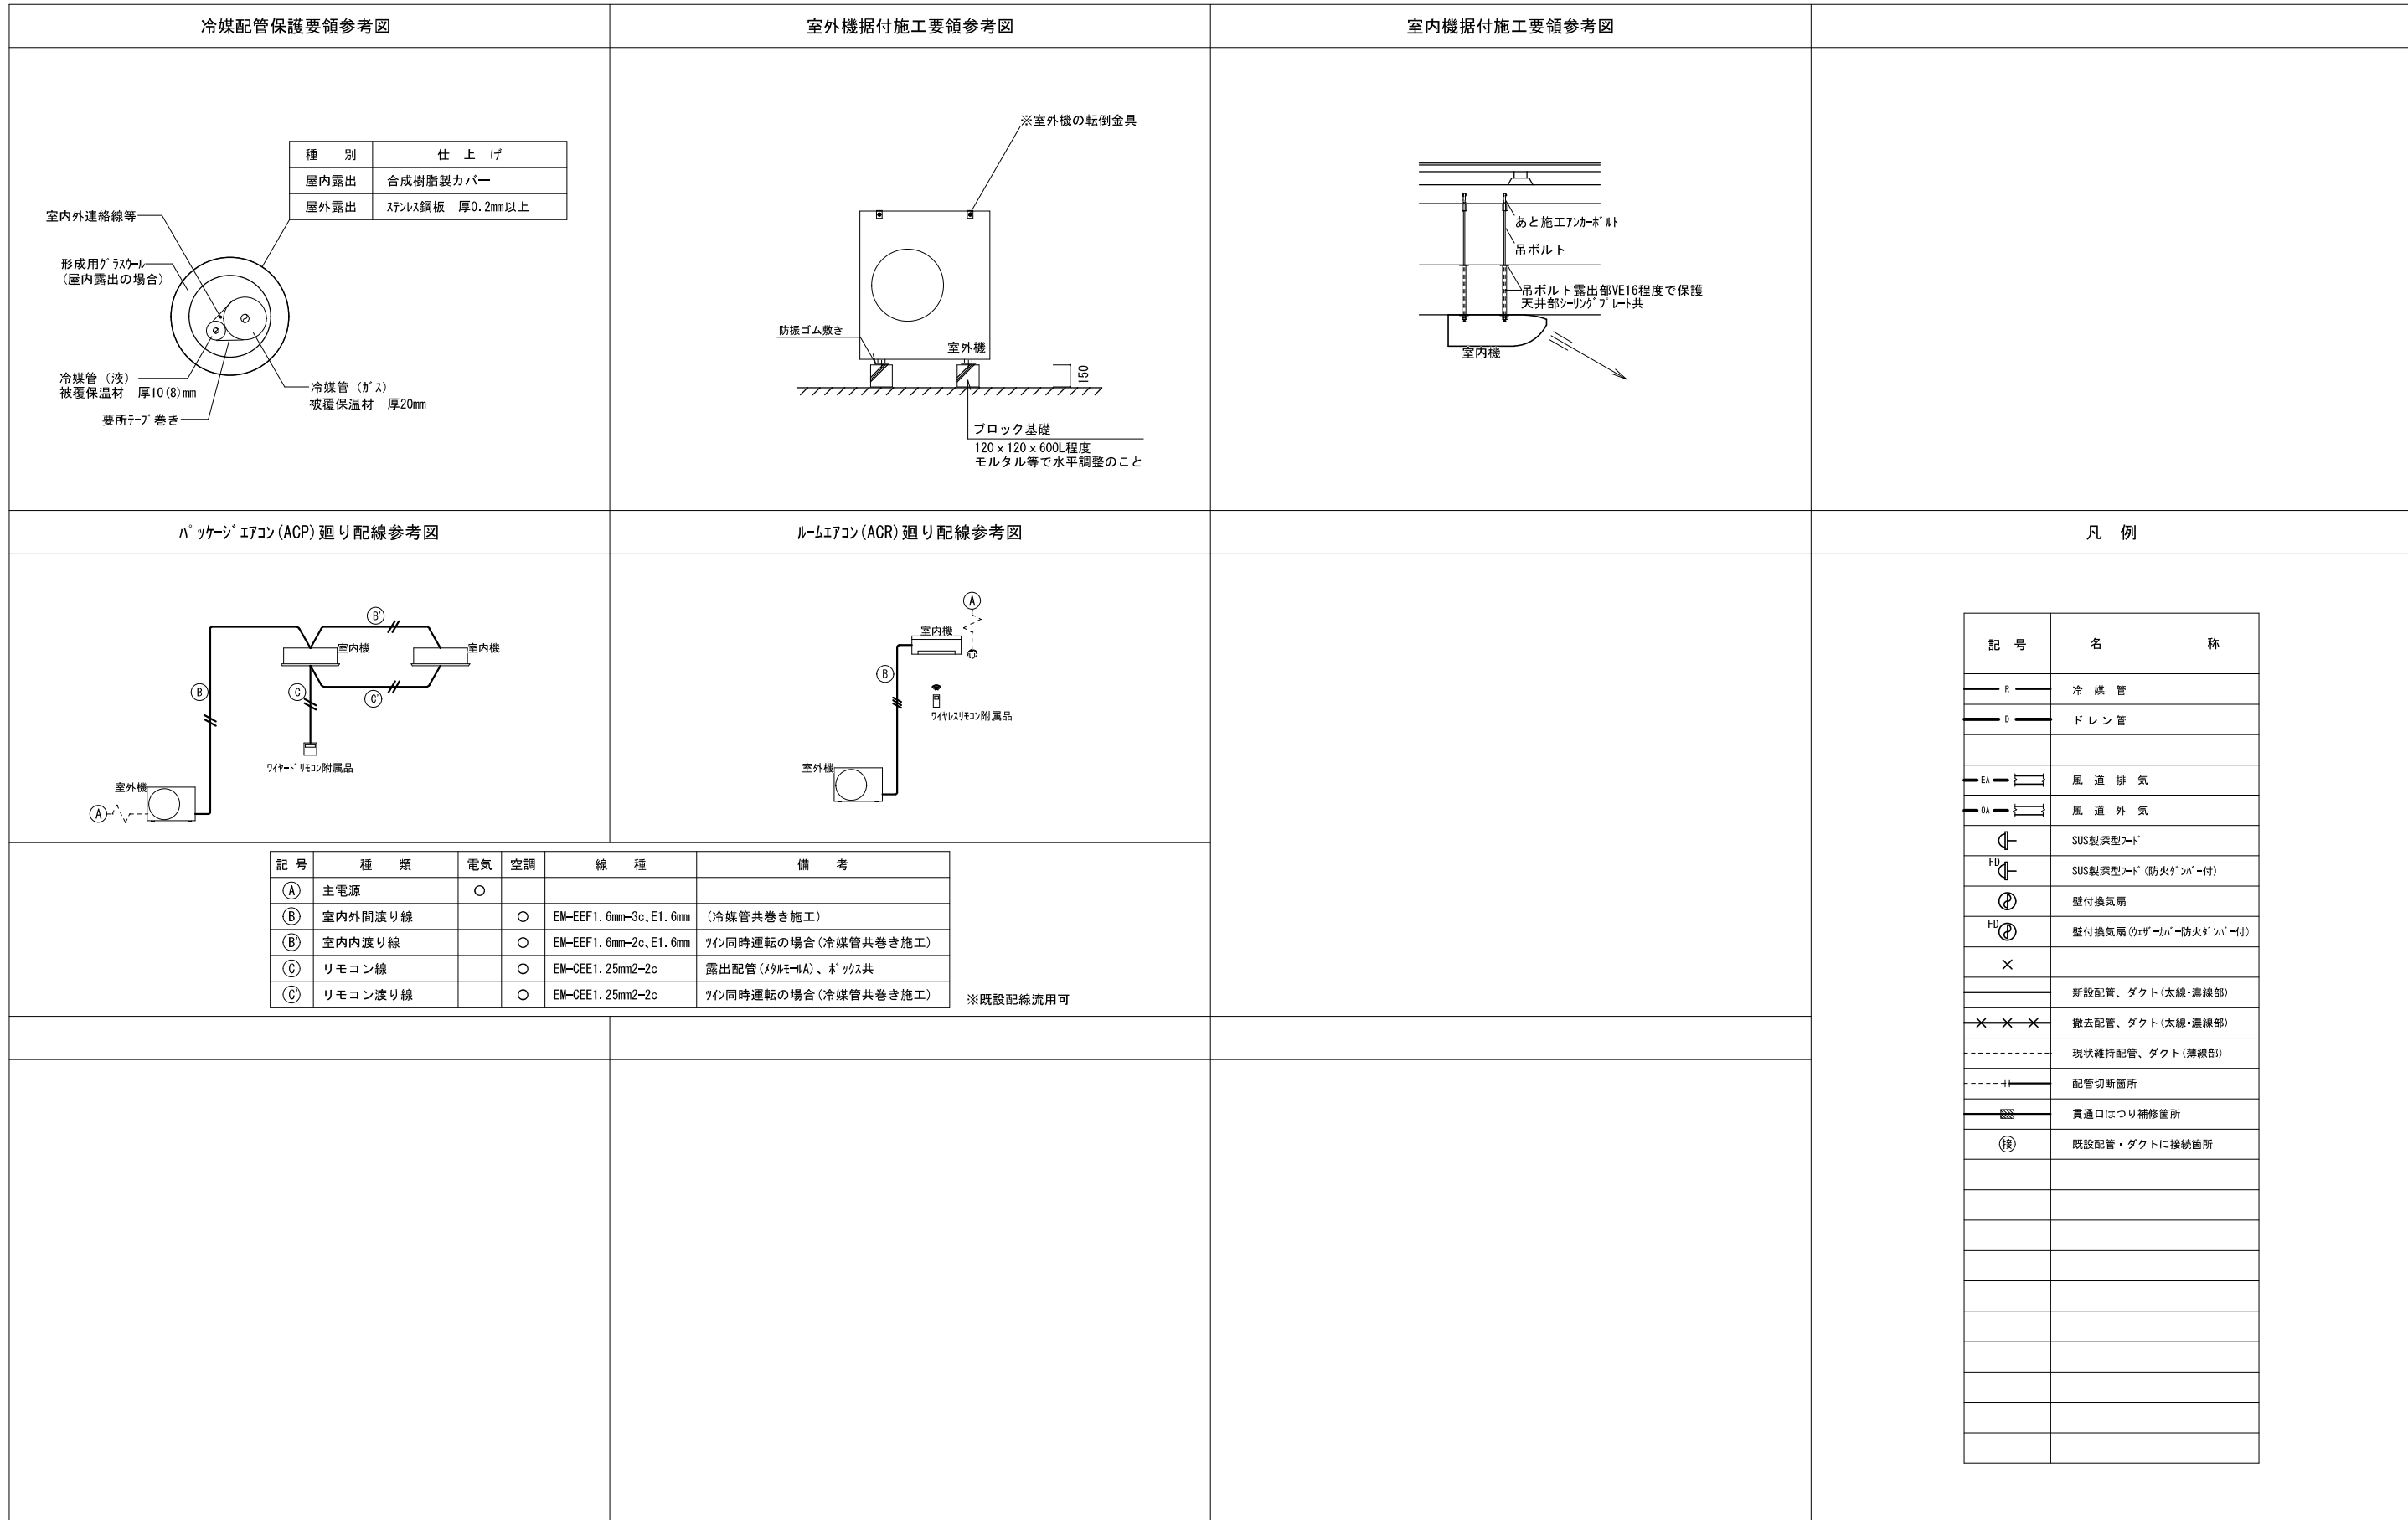 冷媒配管保護要領参考図
種 別 仕 上 げ
屋内露出 合成樹脂製カバー
屋外露出 ｽﾃﾝﾚｽ鋼板 厚0.2mm以上
室内外連絡線等
形成用ｸﾞﾗｽｳｰﾙ
(屋内露出の場合)
冷媒管（液）
被覆保温材 厚10(8)mm
要所ﾃｰﾌﾟ巻き
冷媒管（ｶﾞｽ）
被覆保温材 厚20mm
室外機据付施工要領参考図
※室外機の転倒金具
防振ゴム敷き
室外機
150
ブロック基礎
120ｘ120ｘ600L程度
モルタル等で水平調整のこと
室内機据付施工要領参考図
あと施工ｱﾝｶｰﾎﾞﾙﾄ
吊ボルト
吊ボルト露出部VE16程度で保護
天井部ｼｰﾘﾝｸﾞﾌﾟﾚｰﾄ共
室内機
ﾊﾟｯｹｰｼﾞｴｱｺﾝ(ACP)廻り配線参考図
B'
室内機
室内機
B
C
C'
ﾜｲﾔｰﾄﾞﾘﾓｺﾝ附属品
室外機
A
ﾙｰﾑｴｱｺﾝ(ACR)廻り配線参考図
A
室内機
B
ﾜｲﾔﾚｽﾘﾓｺﾝ附属品
室外機
記 号 種 類 電気 空調 線 種 備 考
A 主電源 ○
B 室内外間渡り線 ○ EM-EEF1.6mm-3c、E1.6mm (冷媒管共巻き施工)
B' 室内内渡り線 ○ EM-EEF1.6mm-2c、E1.6mm ﾂｲﾝ同時運転の場合(冷媒管共巻き施工)
C リモコン線 ○ EM-CEE1.25mm2-2c 露出配管(ﾒﾀﾙﾓｰﾙA)、ﾎﾞｯｸｽ共
C' リモコン渡り線 ○ EM-CEE1.25mm2-2c ﾂｲﾝ同時運転の場合(冷媒管共巻き施工)
※既設配線流用可
凡 例
記 号 名 称
R 冷 媒 管
D ドレン管
EA 風 道 排 気
OA 風 道 外 気
SUS製深型ﾌｰﾄﾞ
FD SUS製深型ﾌｰﾄﾞ(防火ﾀﾞﾝﾊﾟｰ付)
壁付換気扇
FD 壁付換気扇(ｳｪｻﾞｰｶﾊﾞｰ防火ﾀﾞﾝﾊﾟｰ付)
×
新設配管、ダクト(太線・濃線部)
撤去配管、ダクト(太線・濃線部)
現状維持配管、ダクト(薄線部)
配管切断箇所
貫通口はつり補修箇所
接 既設配管・ダクトに接続箇所